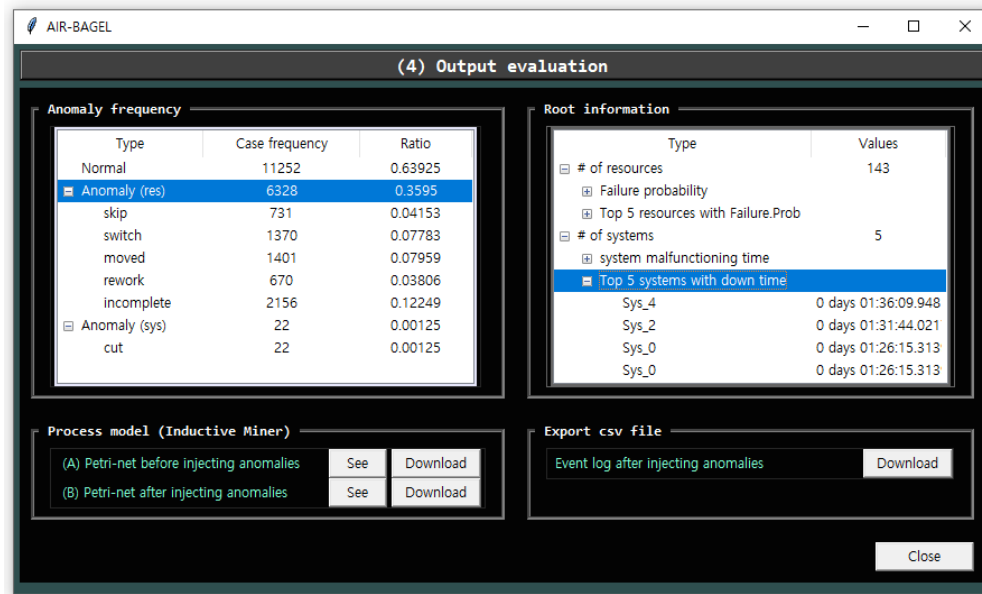 AIR-BAGEL
(4) Output evaluation
Anomaly frequency
Type Case frequency Ratio
Normal 11252 0.63925
Anomaly (res) 6328 0.3595
skip 731 0.04153
switch 1370 0.07783
moved 1401 0.07959
rework 670 0.03806
incomplete 2156 0.12249
Anomaly (sys) 22 0.00125
cut 22 0.00125
Root information
Type Values
# of resources 143
Failure probability
Top 5 resources with Failure.Prob
# of systems 5
system malfunctioning time
Top 5 systems with down time
Sys_4 0 days 01:36:09.948
Sys_2 0 days 01:31:44.021
Sys_0 0 days 01:26:15.313
Sys_0 0 days 01:26:15.313
Process model (Inductive Miner)
(A) Petri-net before injecting anomalies See Download
(B) Petri-net after injecting anomalies See Download
Export csv file
Event log after injecting anomalies Download
Close